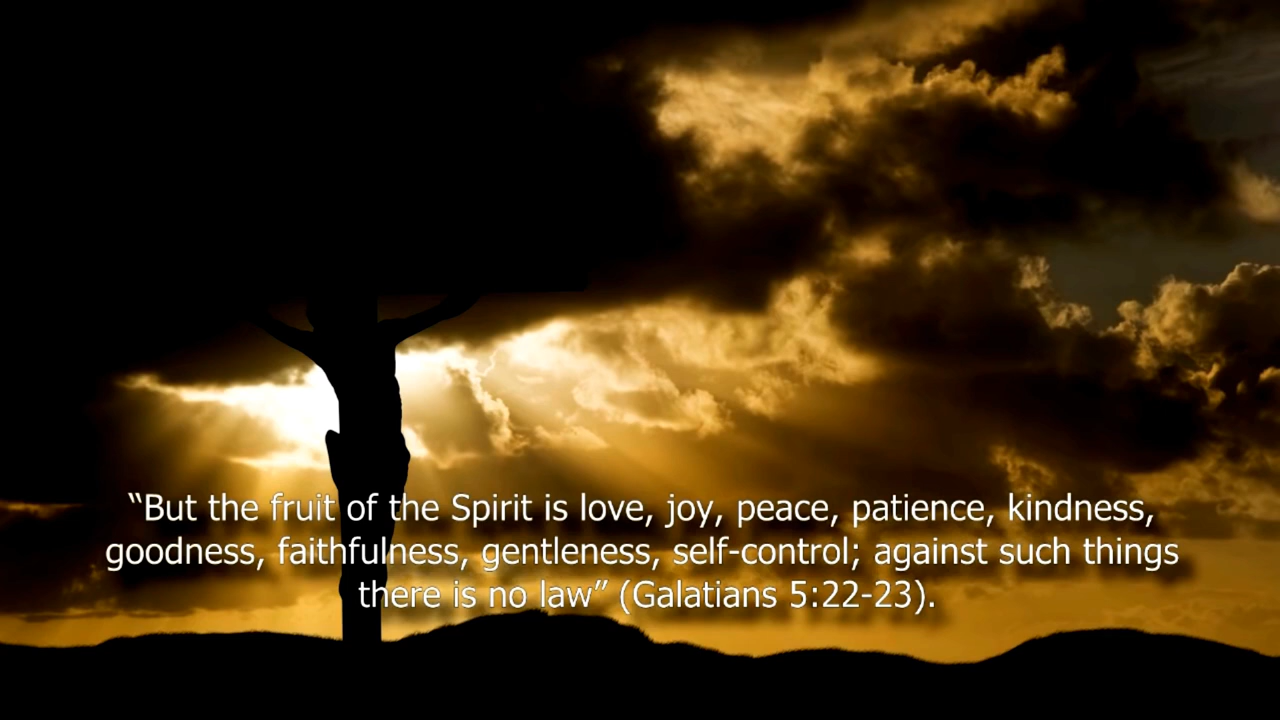 “But the fruit of the Spirit is love, joy, peace, patience, kindness,
goodness, faithfulness, gentleness, self-control; against such things
there is no law” (Galatians 5:22-23).